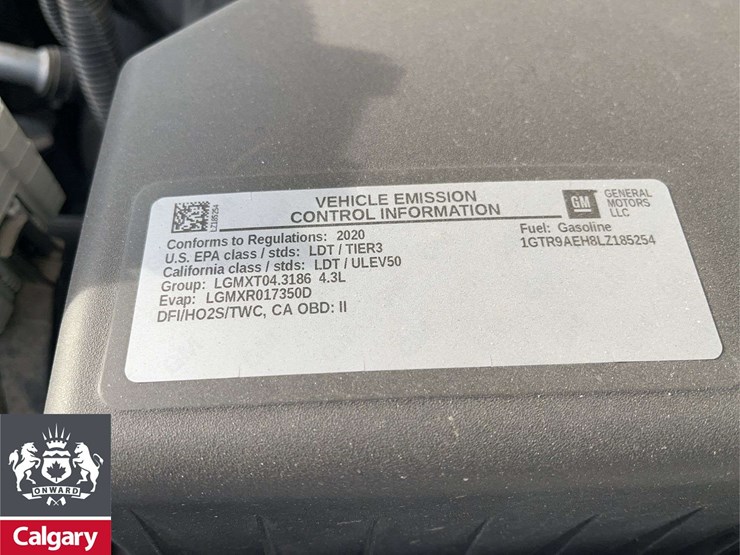 VEHICLE EMISSION
CONTROL INFORMATION
GM GENERAL
MOTORS
LLC
LZ185254
Conforms to Regulations: 2020
Fuel: Gasoline
U.S. EPA class / stds: LDT / TIER3
1GTR9AEH8LZ185254
California class / stds: LDT / ULEV50
Group: LGMXT04.3186 4.3L
Evap: LGMXR017350D
DFI/HO2S/TWC, CA OBD: II
ONWARD
Calgary